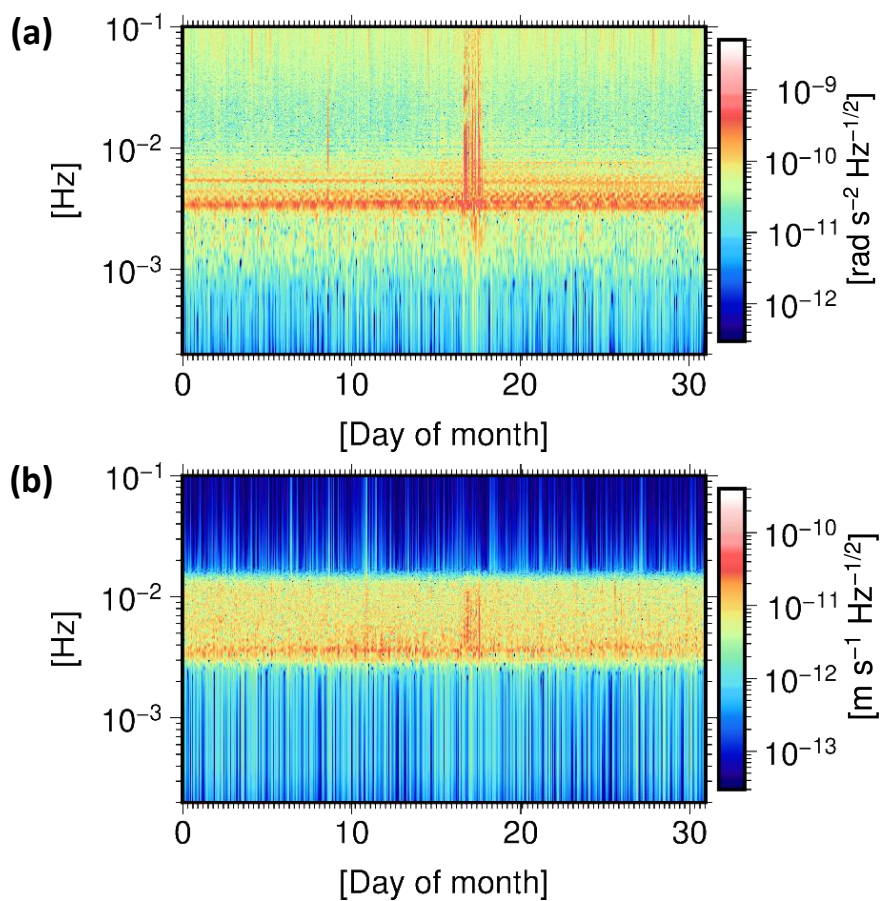 (a)
10⁻¹
10⁻²
10⁻³
[Hz]
0 10 20 30
[Day of month]
10⁻⁹
10⁻¹⁰
10⁻¹¹
10⁻¹²
[rad s⁻² Hz⁻¹/²]
(b)
10⁻¹
10⁻²
10⁻³
[Hz]
0 10 20 30
[Day of month]
10⁻¹⁰
10⁻¹¹
10⁻¹²
10⁻¹³
[m s⁻¹ Hz⁻¹/²]